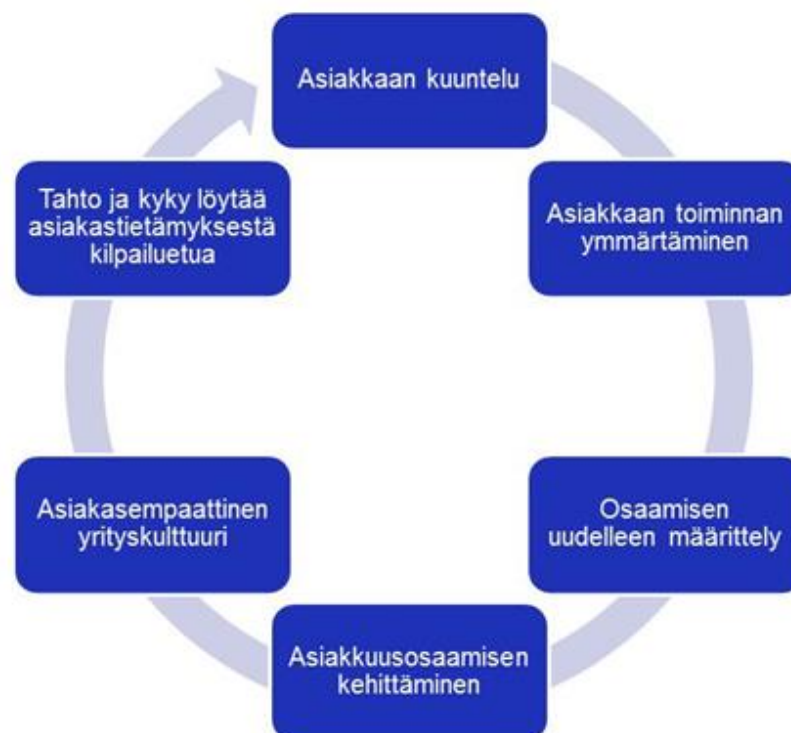 Asiakkaan kuuntelu
Asiakkaan toiminnan
ymmärtäminen
Osaamisen
uudelleen määrittely
Asiakkuusosaamisen
kehittäminen
Asiakasempaattinen
yrityskulttuuri
Tahto ja kyky löytää
asiakastietämyksestä
kilpailuetua